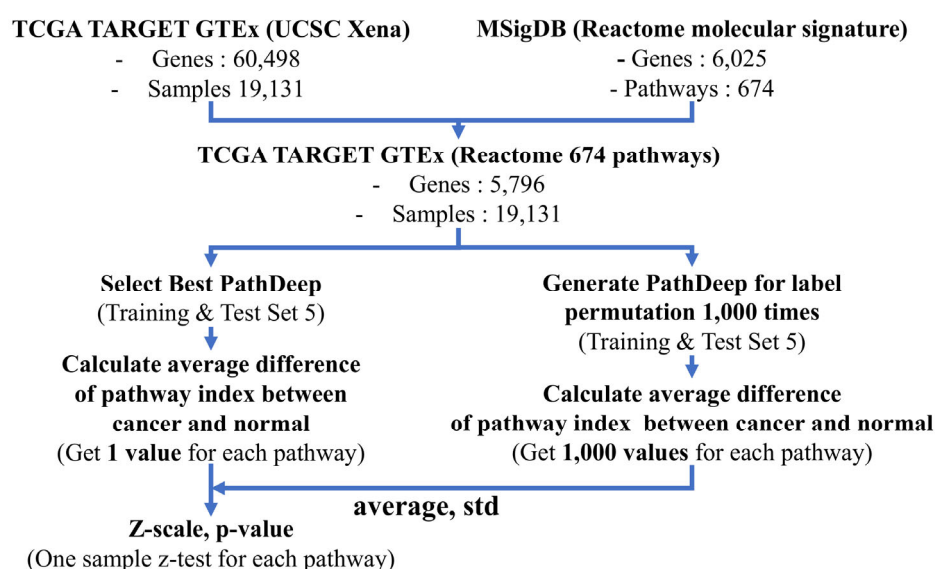 TCGA TARGET GTEx (UCSC Xena)
- Genes : 60,498
- Samples 19,131
MSigDB (Reactome molecular signature)
- Genes : 6,025
- Pathways : 674
TCGA TARGET GTEx (Reactome 674 pathways)
- Genes : 5,796
- Samples : 19,131
Select Best PathDeep
(Training & Test Set 5)
Calculate average difference
of pathway index between
cancer and normal
(Get 1 value for each pathway)
Generate PathDeep for label
permutation 1,000 times
(Training & Test Set 5)
Calculate average difference
of pathway index between cancer and normal
(Get 1,000 values for each pathway)
average, std
Z-scale, p-value
(One sample z-test for each pathway)